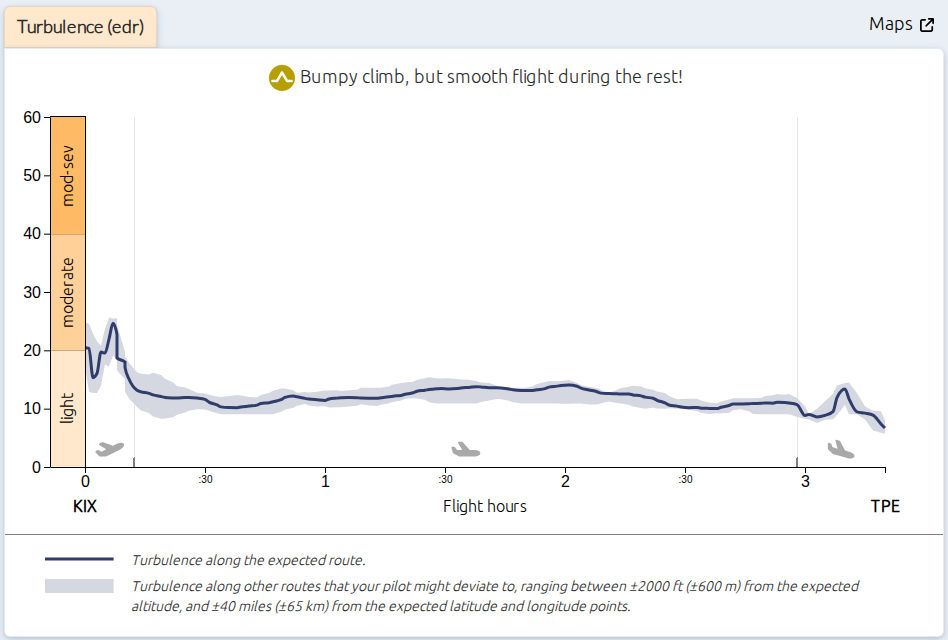 Turbulence (edr)
Maps
Bumpy climb, but smooth flight during the rest!
60
50
40
30
20
10
0
mod-sev
moderate
light
0
:30
1
:30
2
:30
3
KIX
Flight hours
TPE
Turbulence along the expected route.
Turbulence along other routes that your pilot might deviate to, ranging between ±2000 ft (±600 m) from the expected
altitude, and ±40 miles (±65 km) from the expected latitude and longitude points.